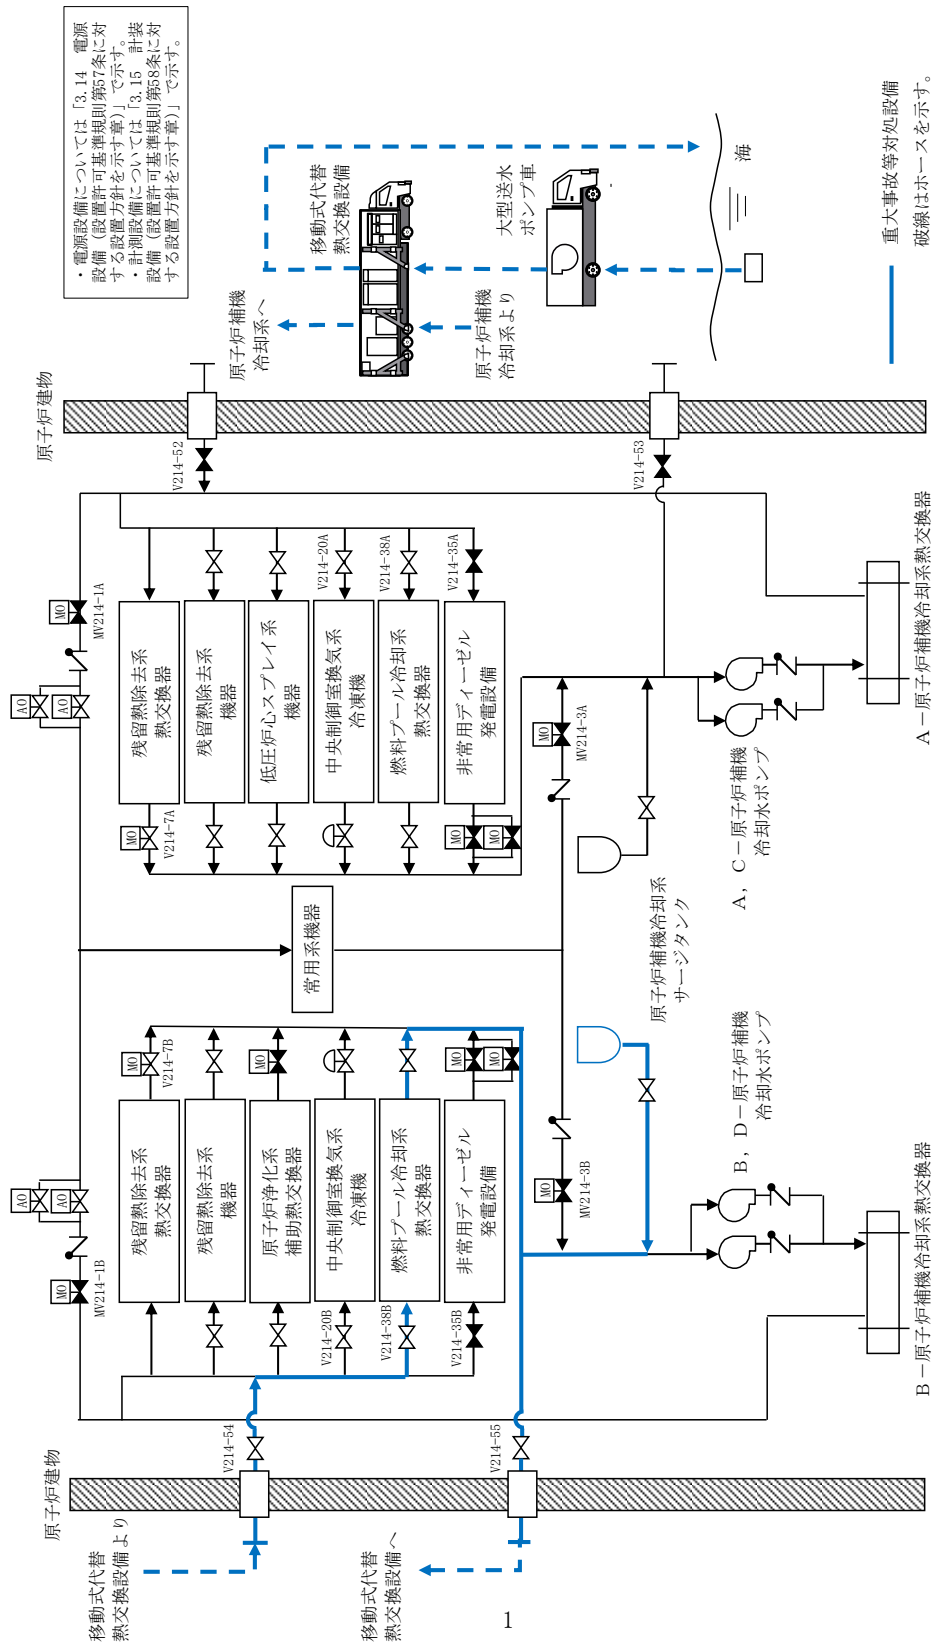 ・電源設備については「3.14　電源
設備（設置許可基準規則第57条に対
する設置方針を示す章）」で示す。
・計測設備については「3.15　計装
設備（設置許可基準規則第58条に対
する設置方針を示す章）」で示す。
原子炉補機
冷却系へ
移動式代替
熱交換設備
原子炉補機
冷却系より
大型送水
ポンプ車
海
重大事故等対処設備
破線はホースを示す。
原子炉建物
V214-52
V214-53
MO
MV214-1A
AO
AO
残留熱除去系
熱交換器
残留熱除去系
機器
低圧炉心スプレイ系
機器
中央制御室換気系
冷凍機
燃料プール冷却系
熱交換器
非常用ディーゼル
発電設備
V214-20A
V214-38A
V214-35A
MO
V214-7A
MO
MO
MO
MV214-3A
A，C－原子炉補機
冷却水ポンプ
A－原子炉補機冷却系熱交換器
常用系機器
原子炉補機冷却系
サージタンク
AO
AO
MO
MV214-1B
MO
V214-7B
MO
MO
MO
残留熱除去系
熱交換器
残留熱除去系
機器
原子炉浄化系
補助熱交換器
中央制御室換気系
冷凍機
燃料プール冷却系
熱交換器
非常用ディーゼル
発電設備
V214-20B
V214-38B
V214-35B
MO
MV214-3B
B，D－原子炉補機
冷却水ポンプ
B－原子炉補機冷却系熱交換器
原子炉建物
V214-54
V214-55
移動式代替
熱交換設備より
移動式代替
熱交換設備へ
1